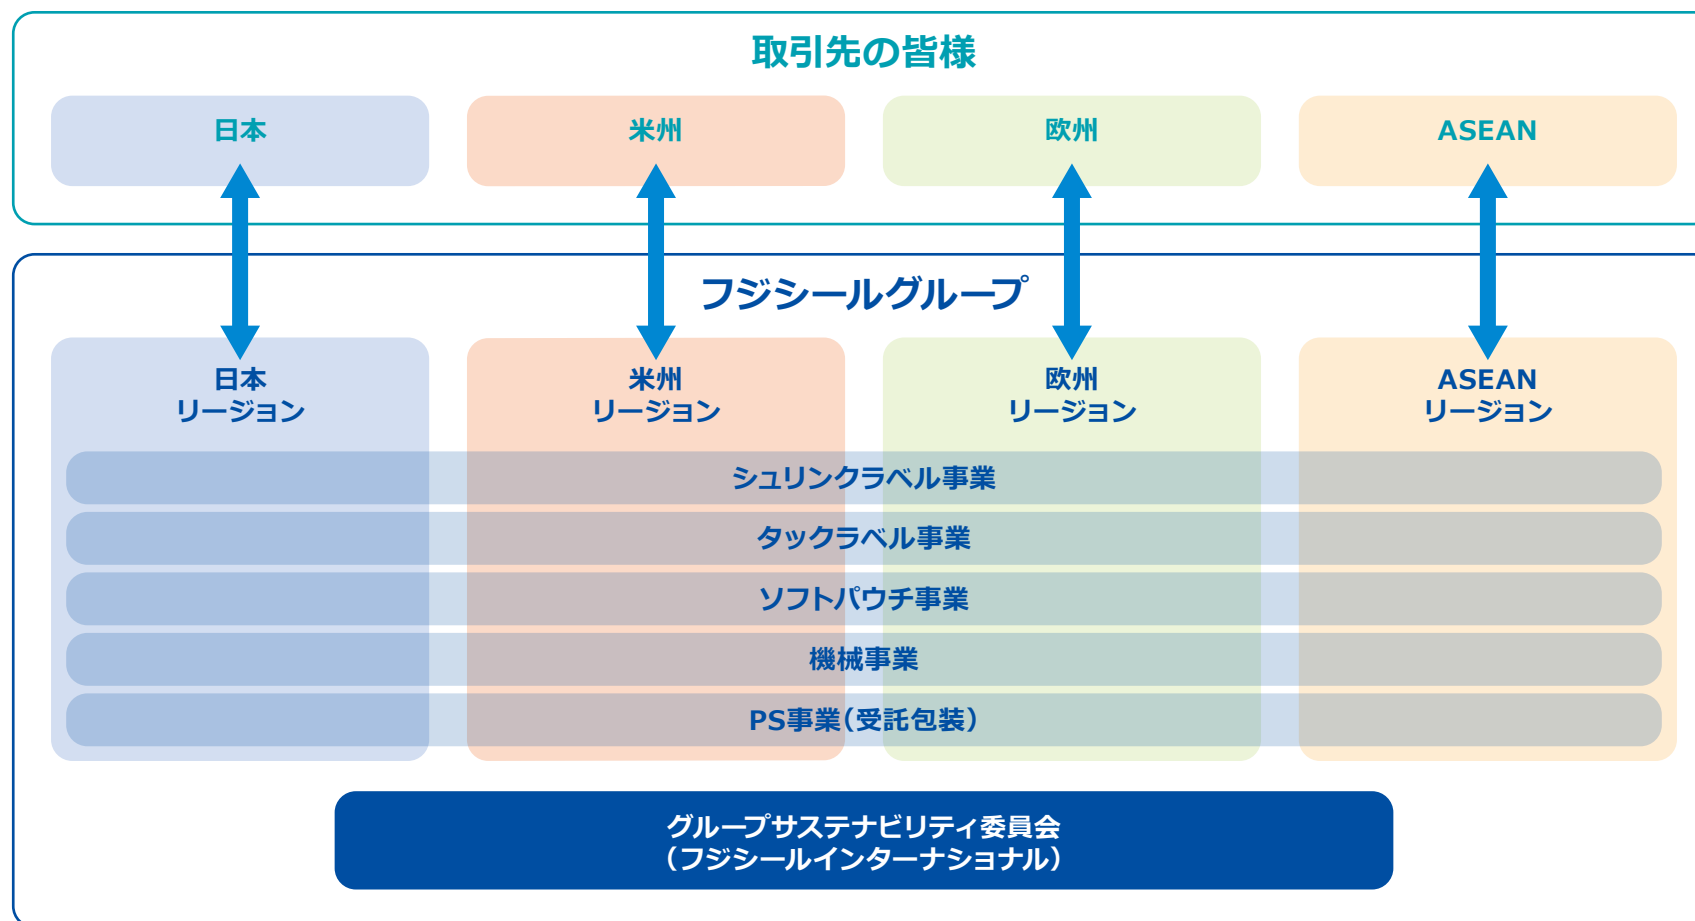 取引先の皆様
日本
米州
欧州
ASEAN
フジシールグループ
日本
リージョン
米州
リージョン
欧州
リージョン
ASEAN
リージョン
シュリンクラベル事業
タックラベル事業
ソフトパウチ事業
機械事業
PS事業（受託包装）
グループサステナビリティ委員会
（フジシールインターナショナル）